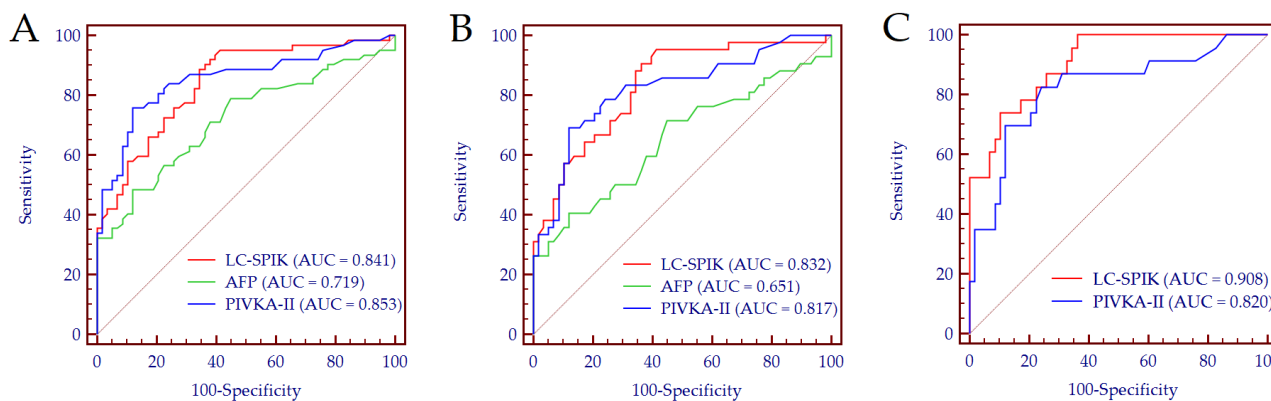 A
Sensitivity
100
80
60
40
20
0
0 20 40 60 80 100
100-Specificity
LC-SPIK (AUC = 0.841)
AFP (AUC = 0.719)
PIVKA-II (AUC = 0.853)
B
Sensitivity
100
80
60
40
20
0
0 20 40 60 80 100
100-Specificity
LC-SPIK (AUC = 0.832)
AFP (AUC = 0.651)
PIVKA-II (AUC = 0.817)
C
Sensitivity
100
80
60
40
20
0
0 20 40 60 80 100
100-Specificity
LC-SPIK (AUC = 0.908)
PIVKA-II (AUC = 0.820)